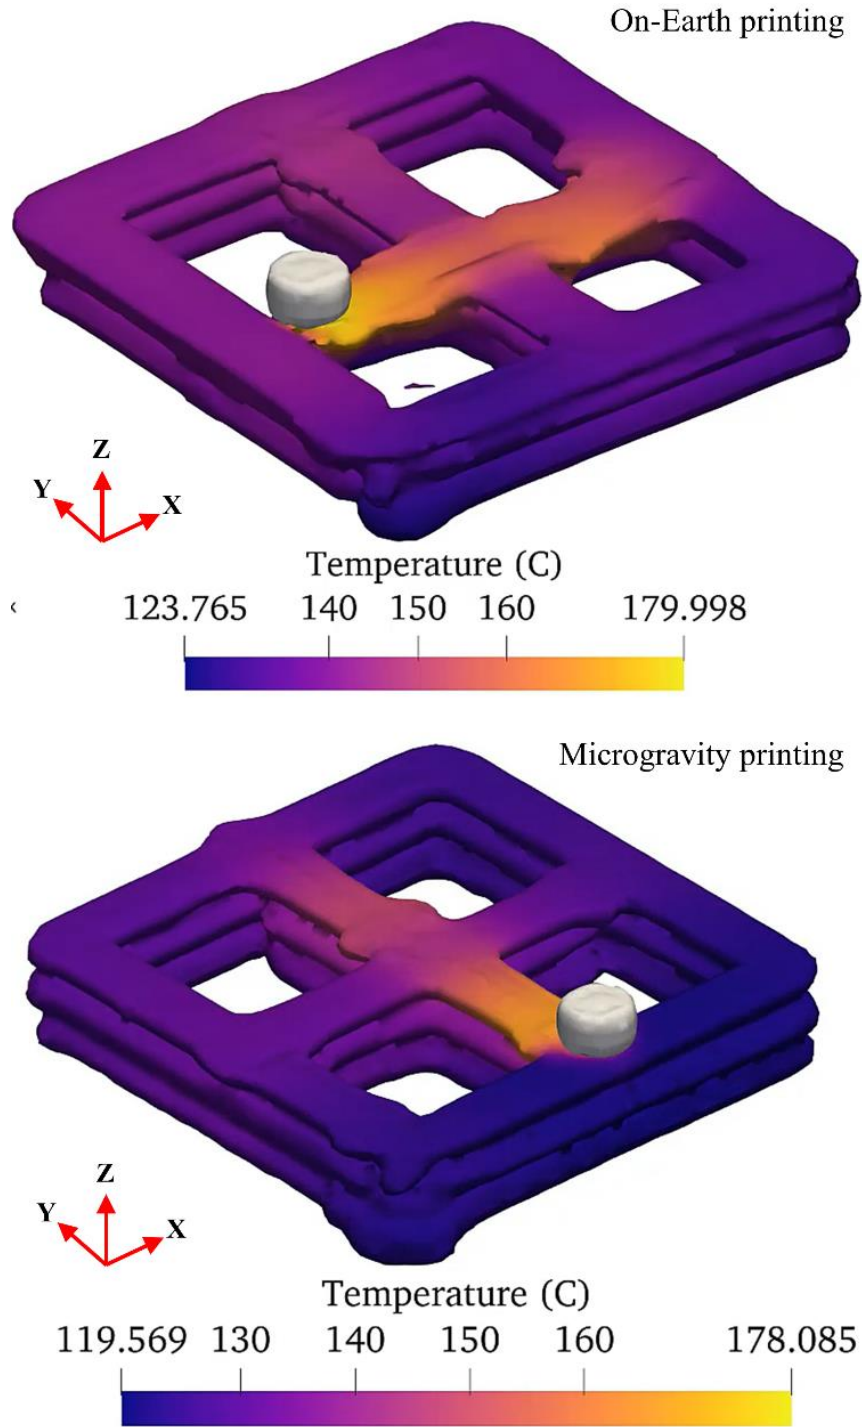 On-Earth printing
Z
Y
X
Temperature (C)
123.765 140 150 160 179.998
Microgravity printing
Z
Y
X
Temperature (C)
119.569 130 140 150 160 178.085